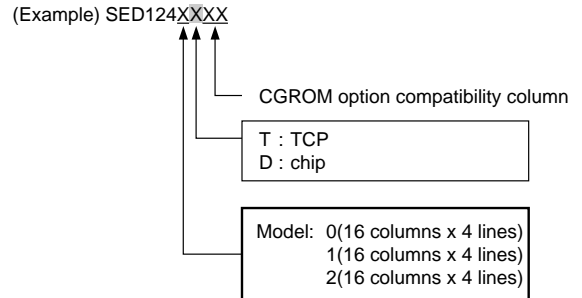 (Example) SED124XXXX
CGROM option compatibility column
T : TCP
D : chip
Model: 0(16 columns x 4 lines)
1(16 columns x 4 lines)
2(16 columns x 4 lines)